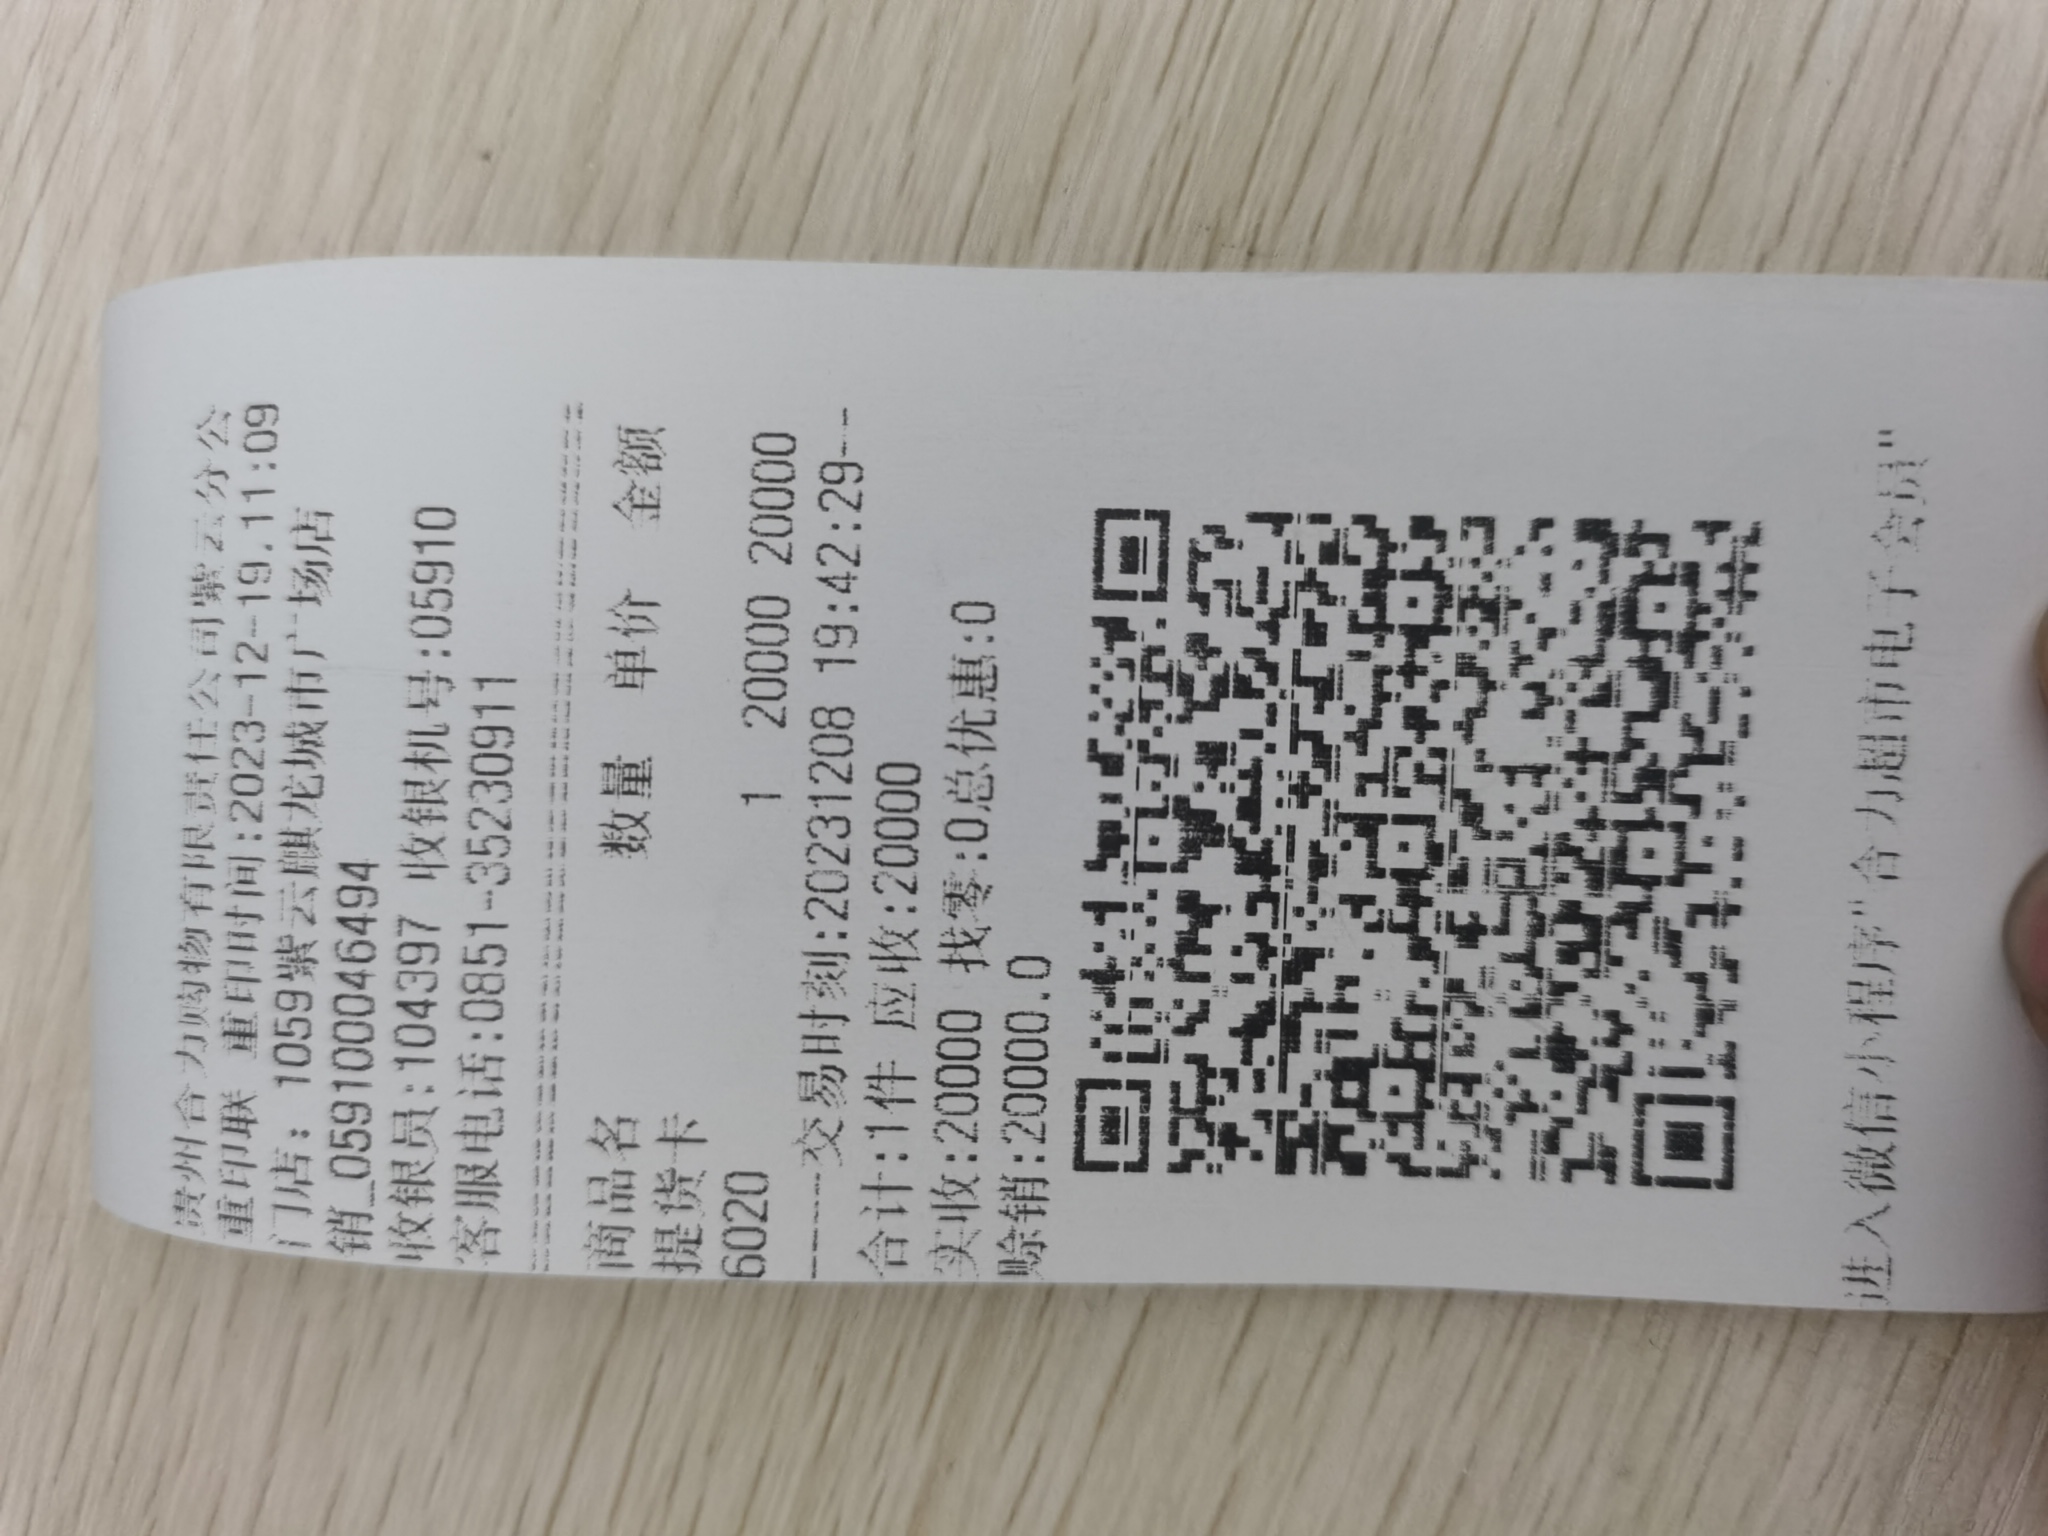 贵州合力购物有限责任公司紫云分公
重印联 重印时间:2023-12-19.11:09
门店: 1059紫云麒龙城市广场店
销_0591000046494
收银员:104397 收银机号:05910
客服电话:0851-35230911
商品名 数量 单价 金额
提货卡
6020 1 20000 20000
-----交易时刻:20231208 19:42:29---
合计:1件 应收:20000
实收:20000 找零:0总优惠:0
赊销:20000.0
进入微信小程序"合力超市电子会员"